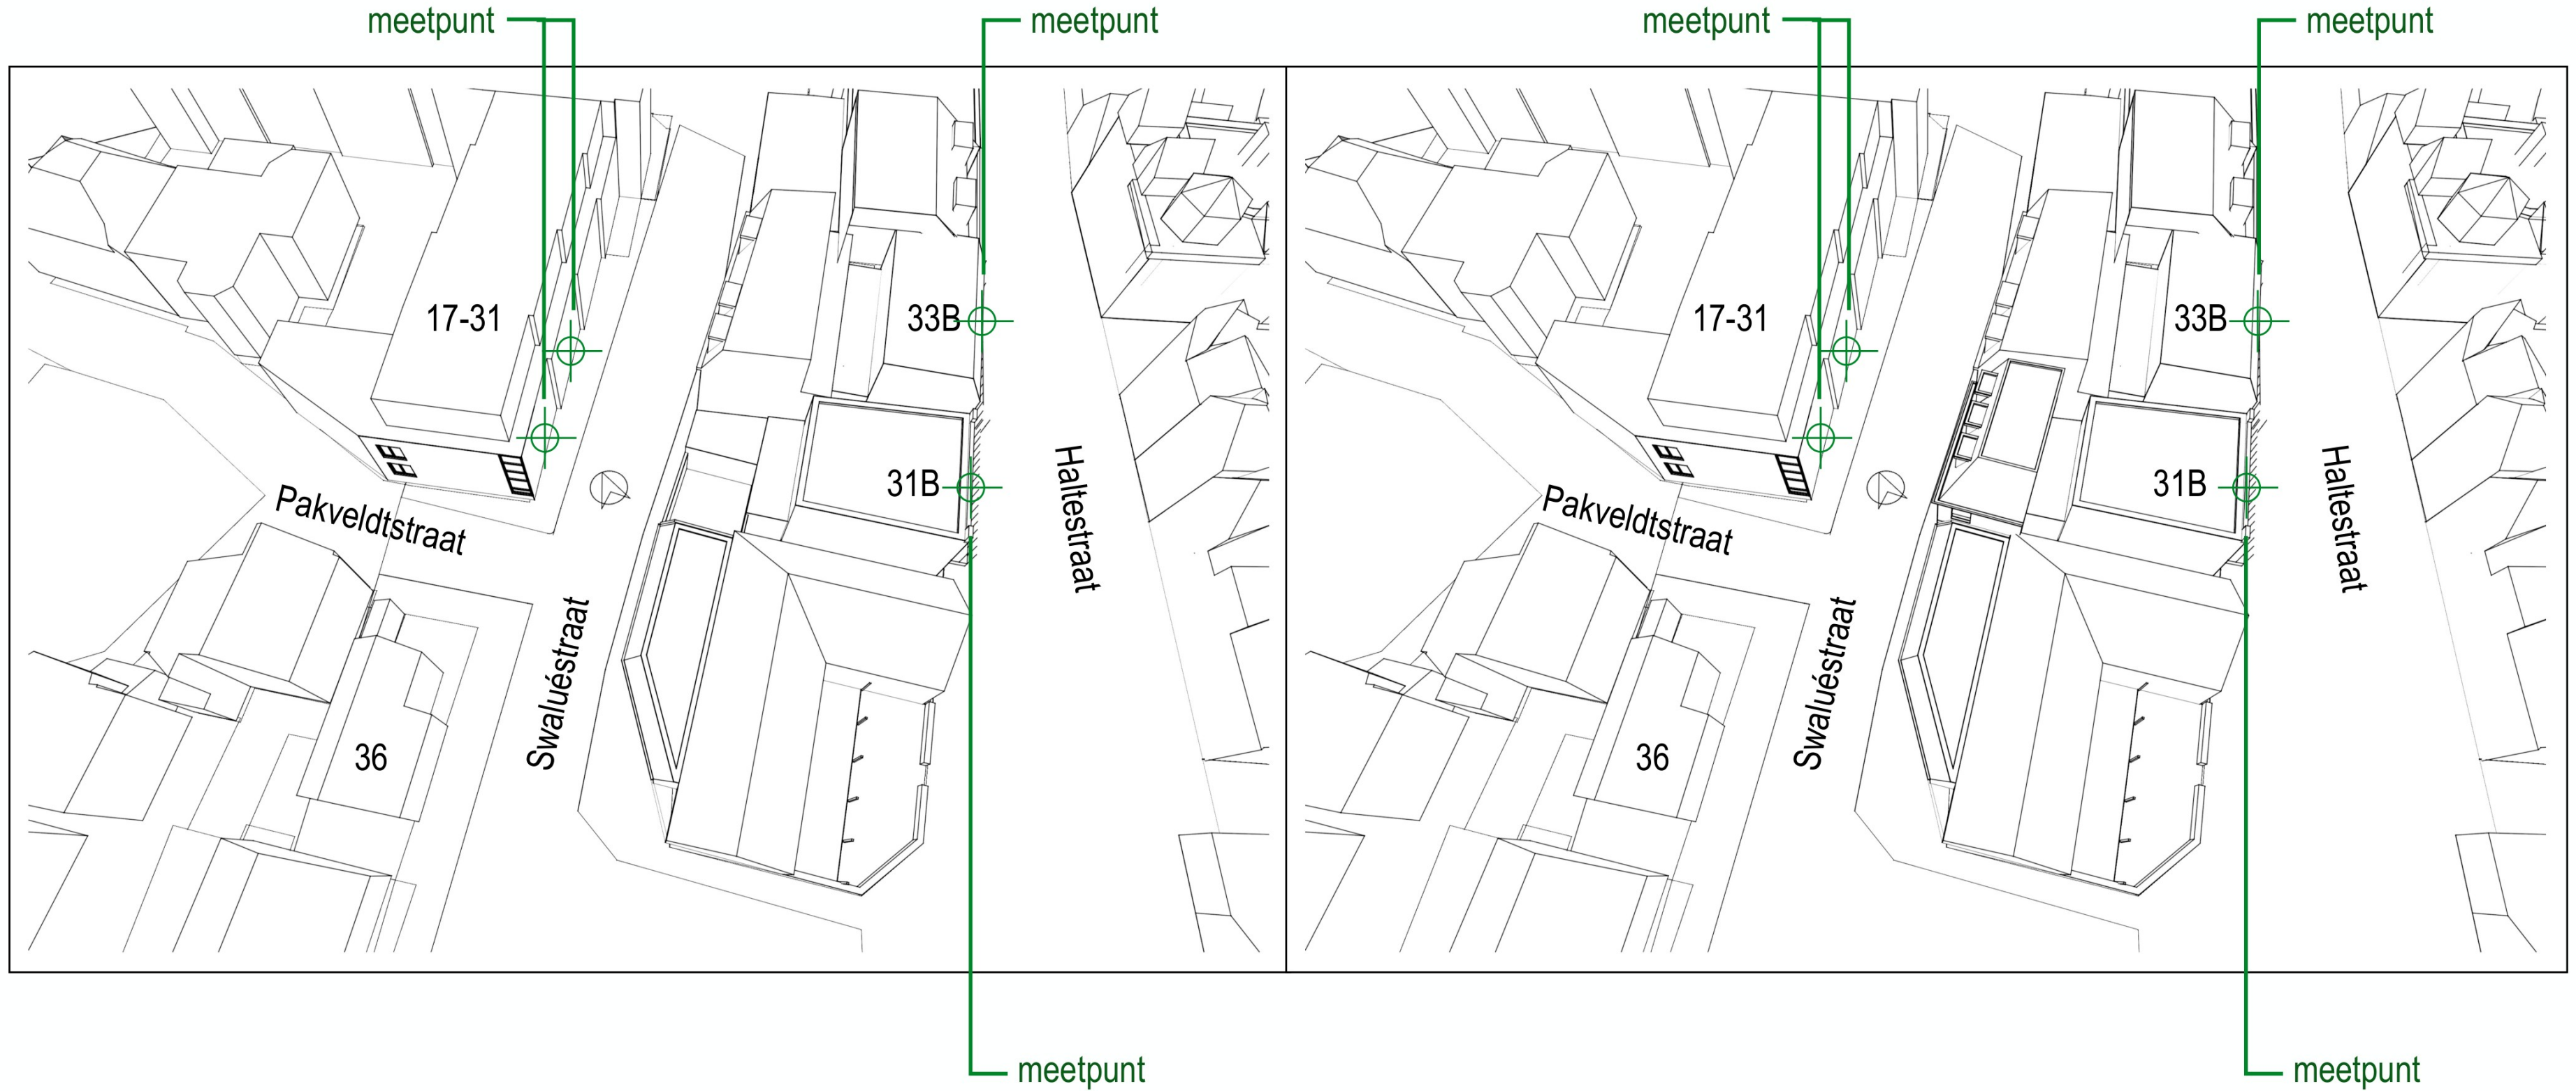 meetpunt
meetpunt
meetpunt
meetpunt
17-31
33B
31B
Pakveldtstraat
Swaluéstraat
Haltestraat
36
17-31
33B
31B
Pakveldtstraat
Swaluéstraat
Haltestraat
36
meetpunt
meetpunt